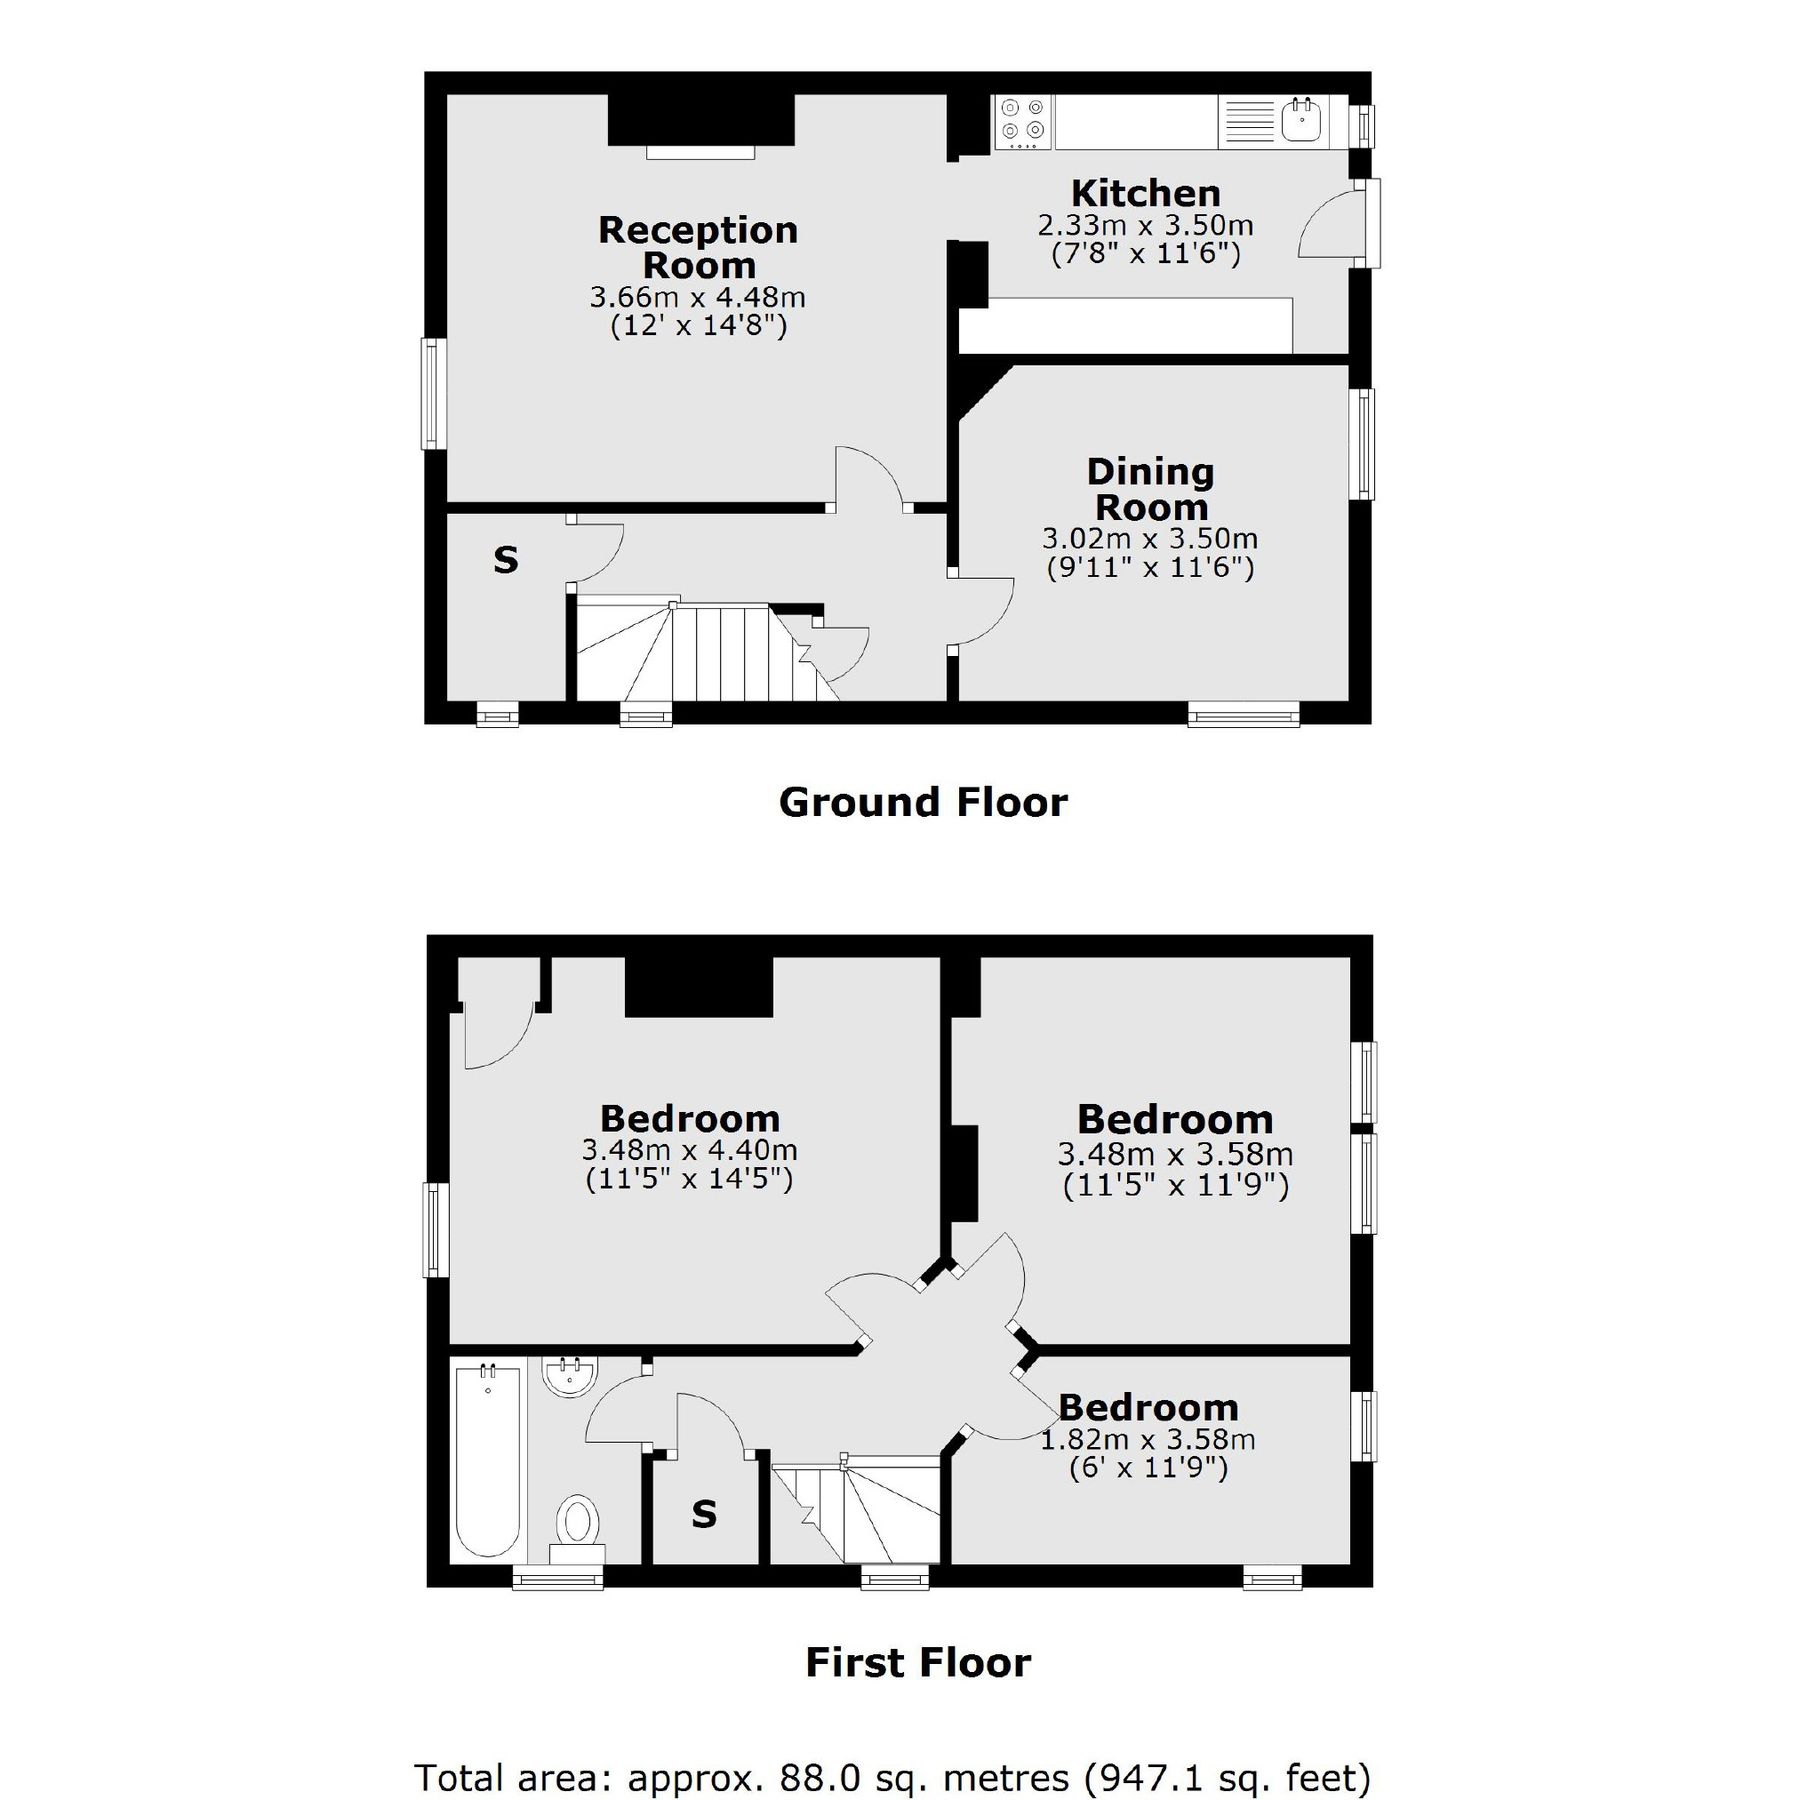 Reception
Room
3.66m x 4.48m
(12' x 14'8")
Kitchen
2.33m x 3.50m
(7'8" x 11'6")
Dining
Room
3.02m x 3.50m
(9'11" x 11'6")
S
Ground Floor
Bedroom
3.48m x 4.40m
(11'5" x 14'5")
Bedroom
3.48m x 3.58m
(11'5" x 11'9")
Bedroom
1.82m x 3.58m
(6' x 11'9")
S
First Floor
Total area: approx. 88.0 sq. metres (947.1 sq. feet)